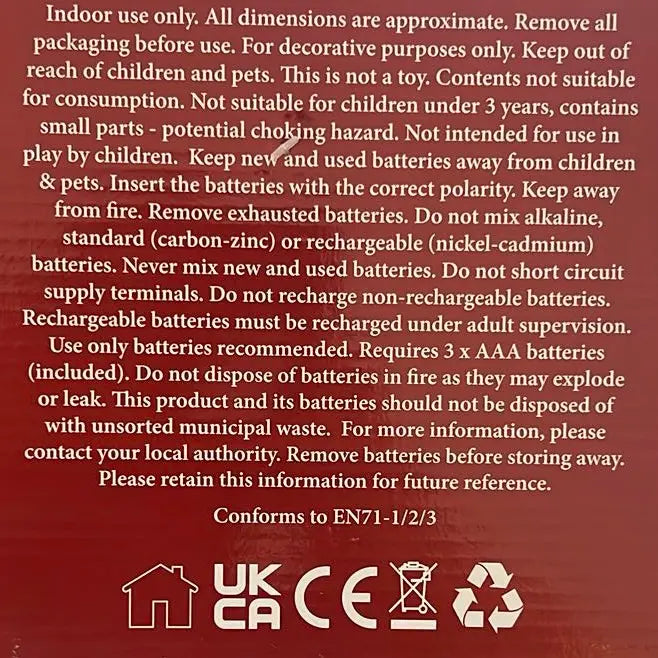 Indoor use only. All dimensions are approximate. Remove all
packaging before use. For decorative purposes only. Keep out of
reach of children and pets. This is not a toy. Contents not suitable
for consumption. Not suitable for children under 3 years, contains
small parts - potential choking hazard. Not intended for use in
play by children. Keep new and used batteries away from children
& pets. Insert the batteries with the correct polarity. Keep away
from fire. Remove exhausted batteries. Do not mix alkaline,
standard (carbon-zinc) or rechargeable (nickel-cadmium)
batteries. Never mix new and used batteries. Do not short circuit
supply terminals. Do not recharge non-rechargeable batteries.
Rechargeable batteries must be recharged under adult supervision.
Use only batteries recommended. Requires 3 x AAA batteries
(included). Do not dispose of batteries in fire as they may explode
or leak. This product and its batteries should not be disposed of
with unsorted municipal waste. For more information, please
contact your local authority. Remove batteries before storing away.
Please retain this information for future reference.
Conforms to EN71-1/2/3
UK
CA CE